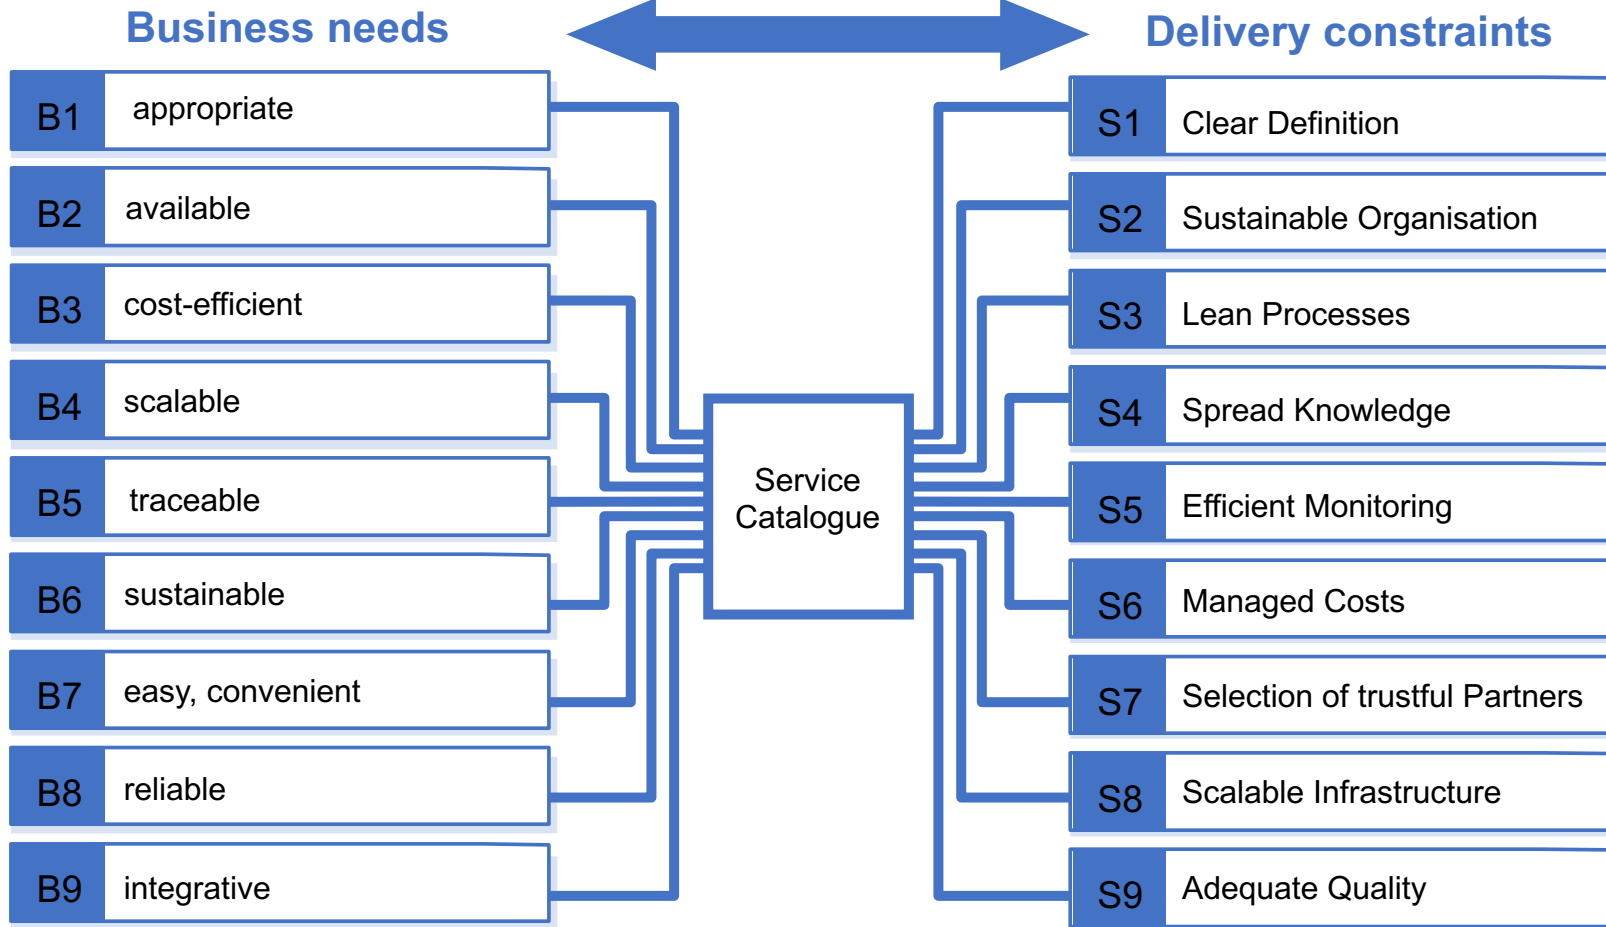 Business needs
Delivery constraints
B1 appropriate
B2 available
B3 cost-efficient
B4 scalable
B5 traceable
B6 sustainable
B7 easy, convenient
B8 reliable
B9 integrative
Service
Catalogue
S1 Clear Definition
S2 Sustainable Organisation
S3 Lean Processes
S4 Spread Knowledge
S5 Efficient Monitoring
S6 Managed Costs
S7 Selection of trustful Partners
S8 Scalable Infrastructure
S9 Adequate Quality